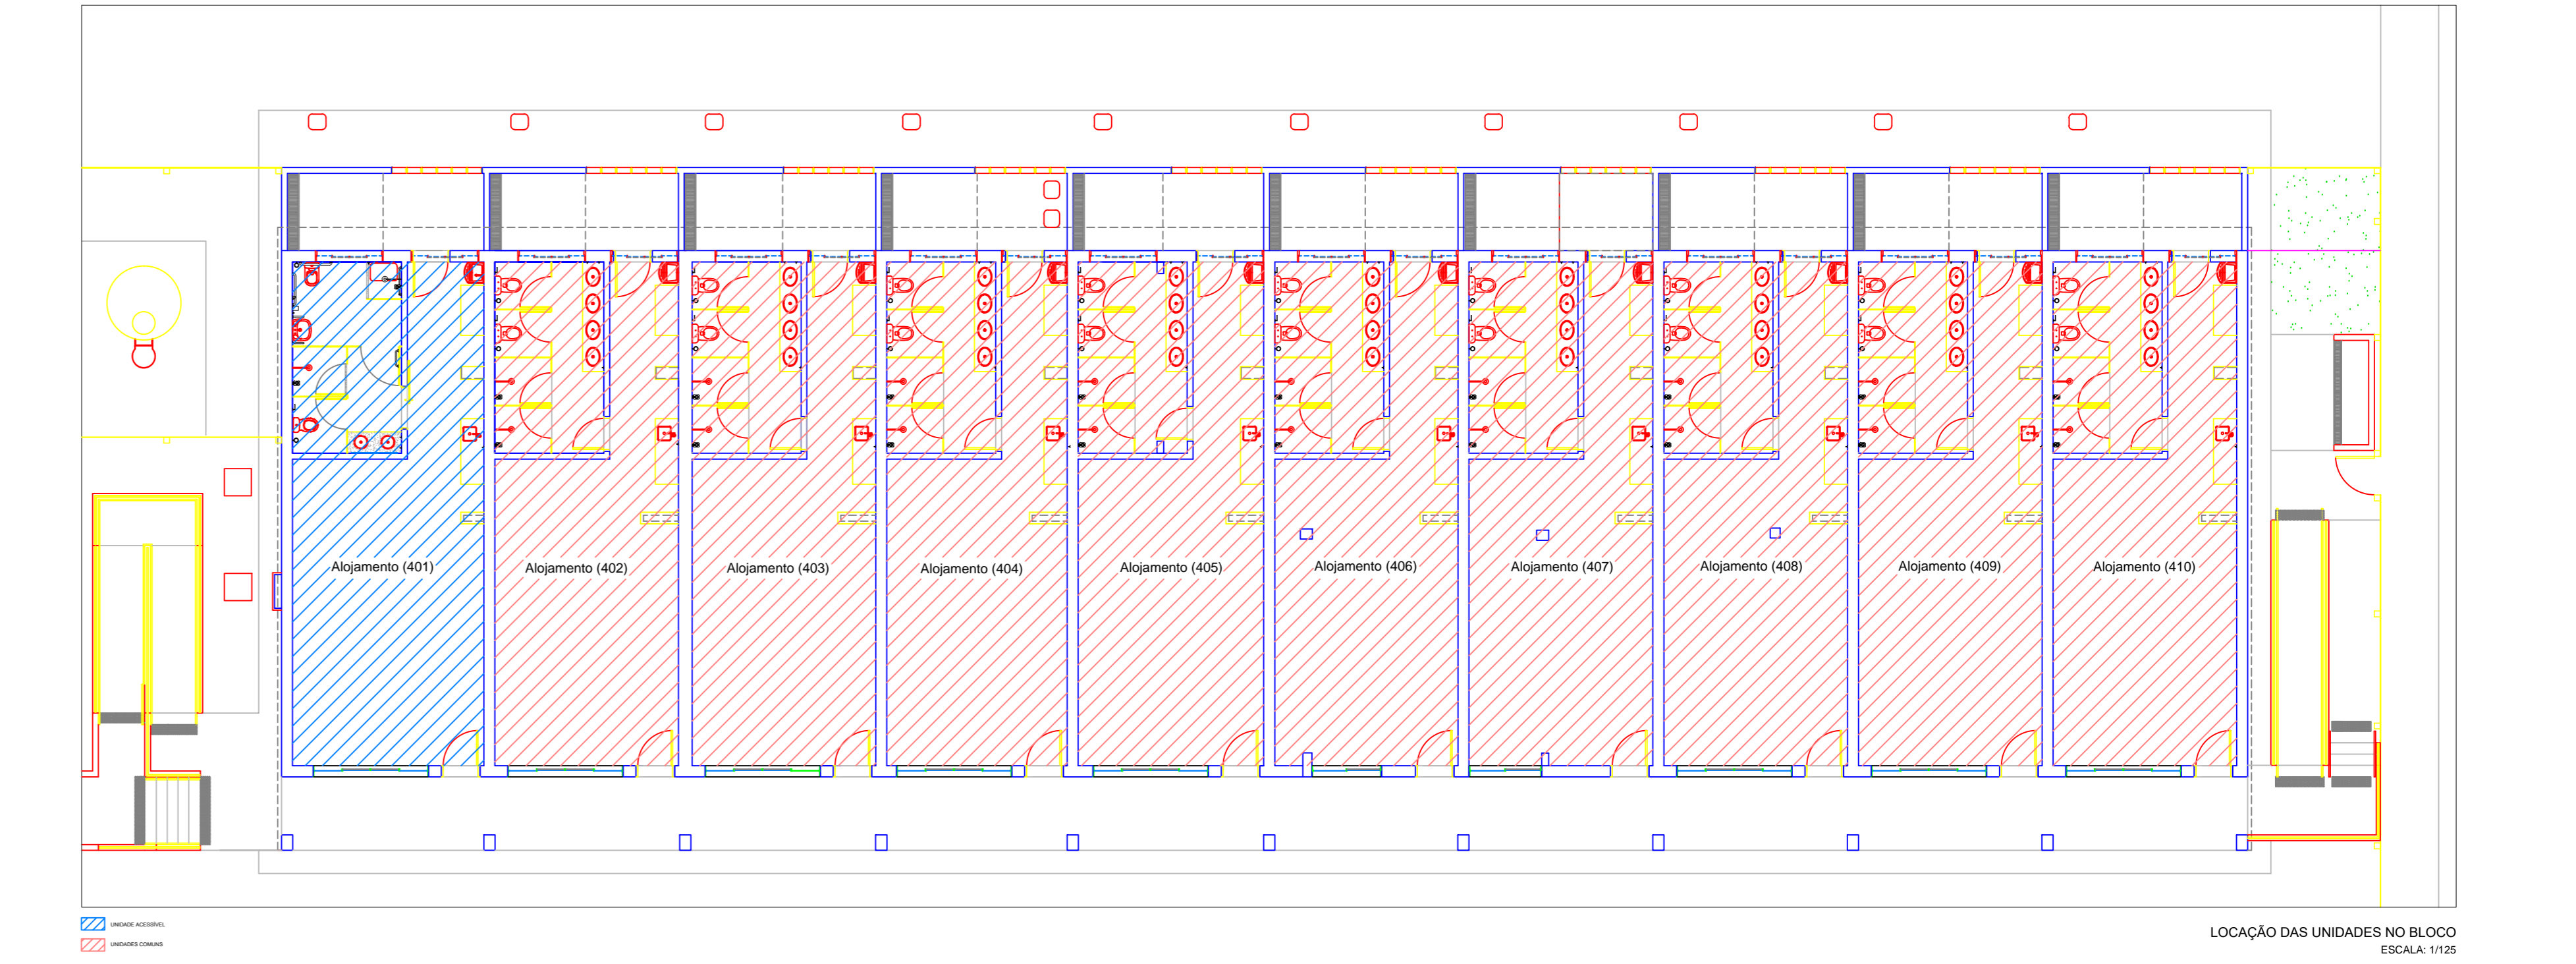 Alojamento (401)
Alojamento (402)
Alojamento (403)
Alojamento (404)
Alojamento (405)
Alojamento (406)
Alojamento (407)
Alojamento (408)
Alojamento (409)
Alojamento (410)
UNIDADE ACESSÍVEL
UNIDADES COMUNS
LOCAÇÃO DAS UNIDADES NO BLOCO
ESCALA: 1/125